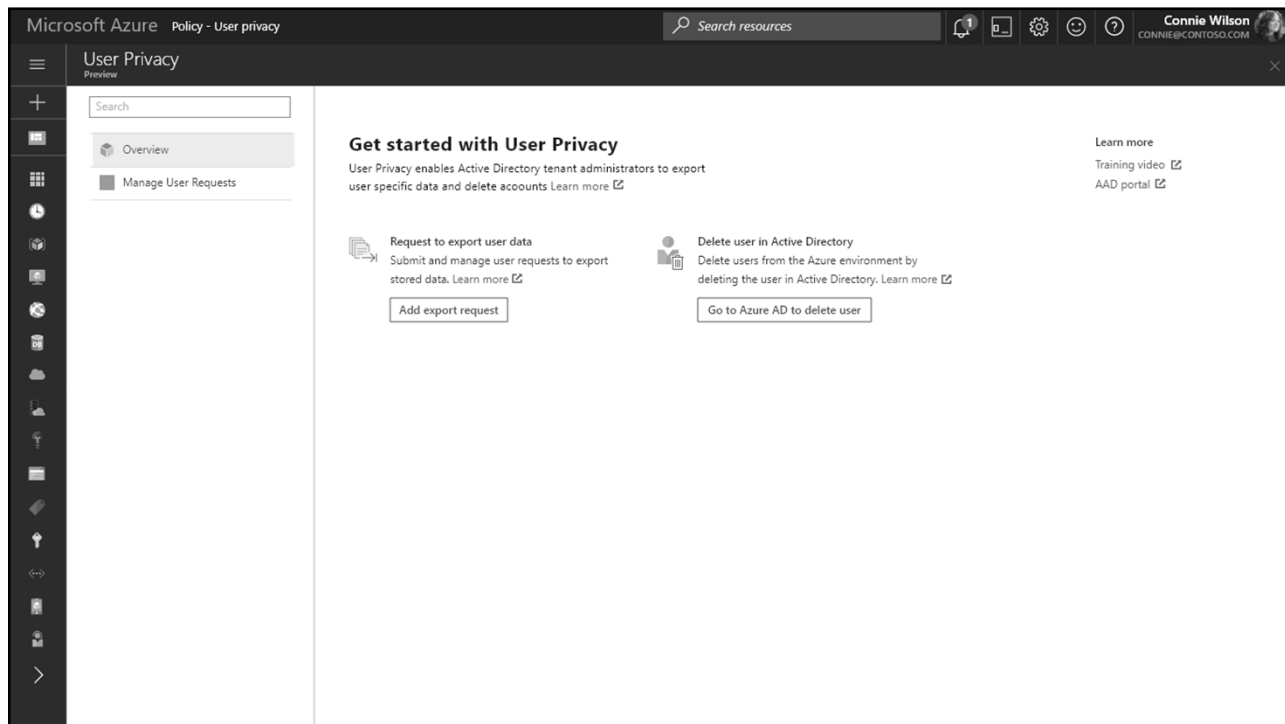 Microsoft Azure Policy - User privacy
Search resources
1
Connie Wilson
CONNIE@CONTOSO.COM
User Privacy
Preview
Search
Overview
Manage User Requests
Get started with User Privacy
User Privacy enables Active Directory tenant administrators to export
user specific data and delete acounts Learn more
Request to export user data
Submit and manage user requests to export
stored data. Learn more
Add export request
Delete user in Active Directory
Delete users from the Azure environment by
deleting the user in Active Directory. Learn more
Go to Azure AD to delete user
Learn more
Training video
AAD portal
DB